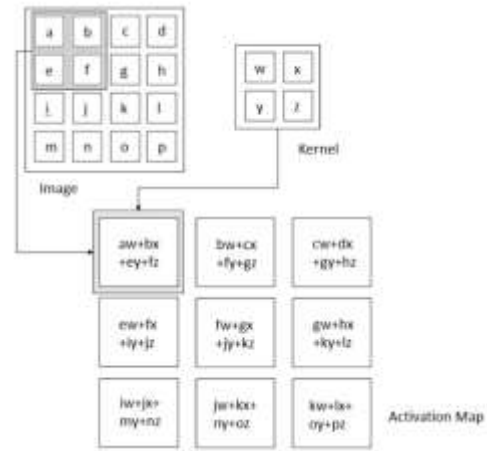 a b c d
e f g h
i j k l
m n o p
Image
w x
y z
Kernel
aw+bx
+ey+fz
bw+cx
+fy+gz
cw+dx
+gy+hz
ew+fx
+iy+jz
fw+gx
+jy+kz
gw+hx
+ky+lz
iw+jx+
my+nz
jw+kx+
ny+oz
kw+lx+
oy+pz
Activation Map